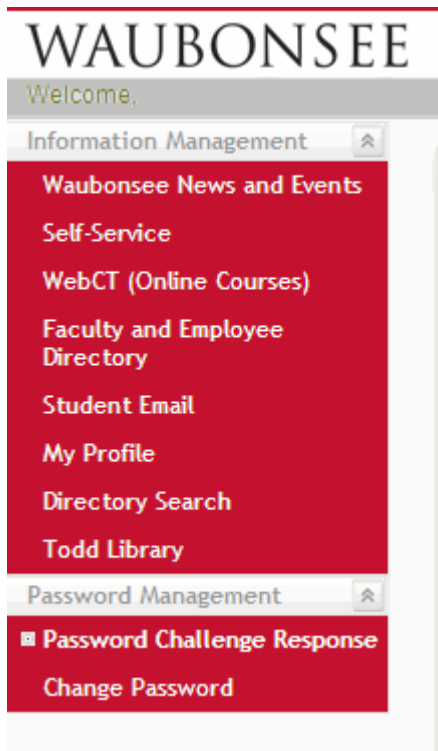 WAUBONSEE
Welcome,
Information Management
Waubonsee News and Events
Self-Service
WebCT (Online Courses)
Faculty and Employee
Directory
Student Email
My Profile
Directory Search
Todd Library
Password Management
Password Challenge Response
Change Password